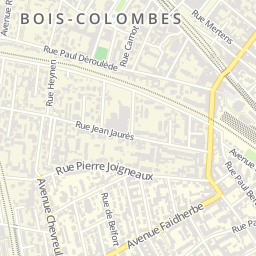 BOIS-COLOMBES
Avenue R
Rue Carnot
Rue Mertens
Rue Paul Déroulède
Rue Heynen
Rue Jean Jaurès
Rue Pierre Joigneaux
Avenue
Rue Paul Be
Avenue Chevreul
Rue de Belfort
Avenue Faidherbe